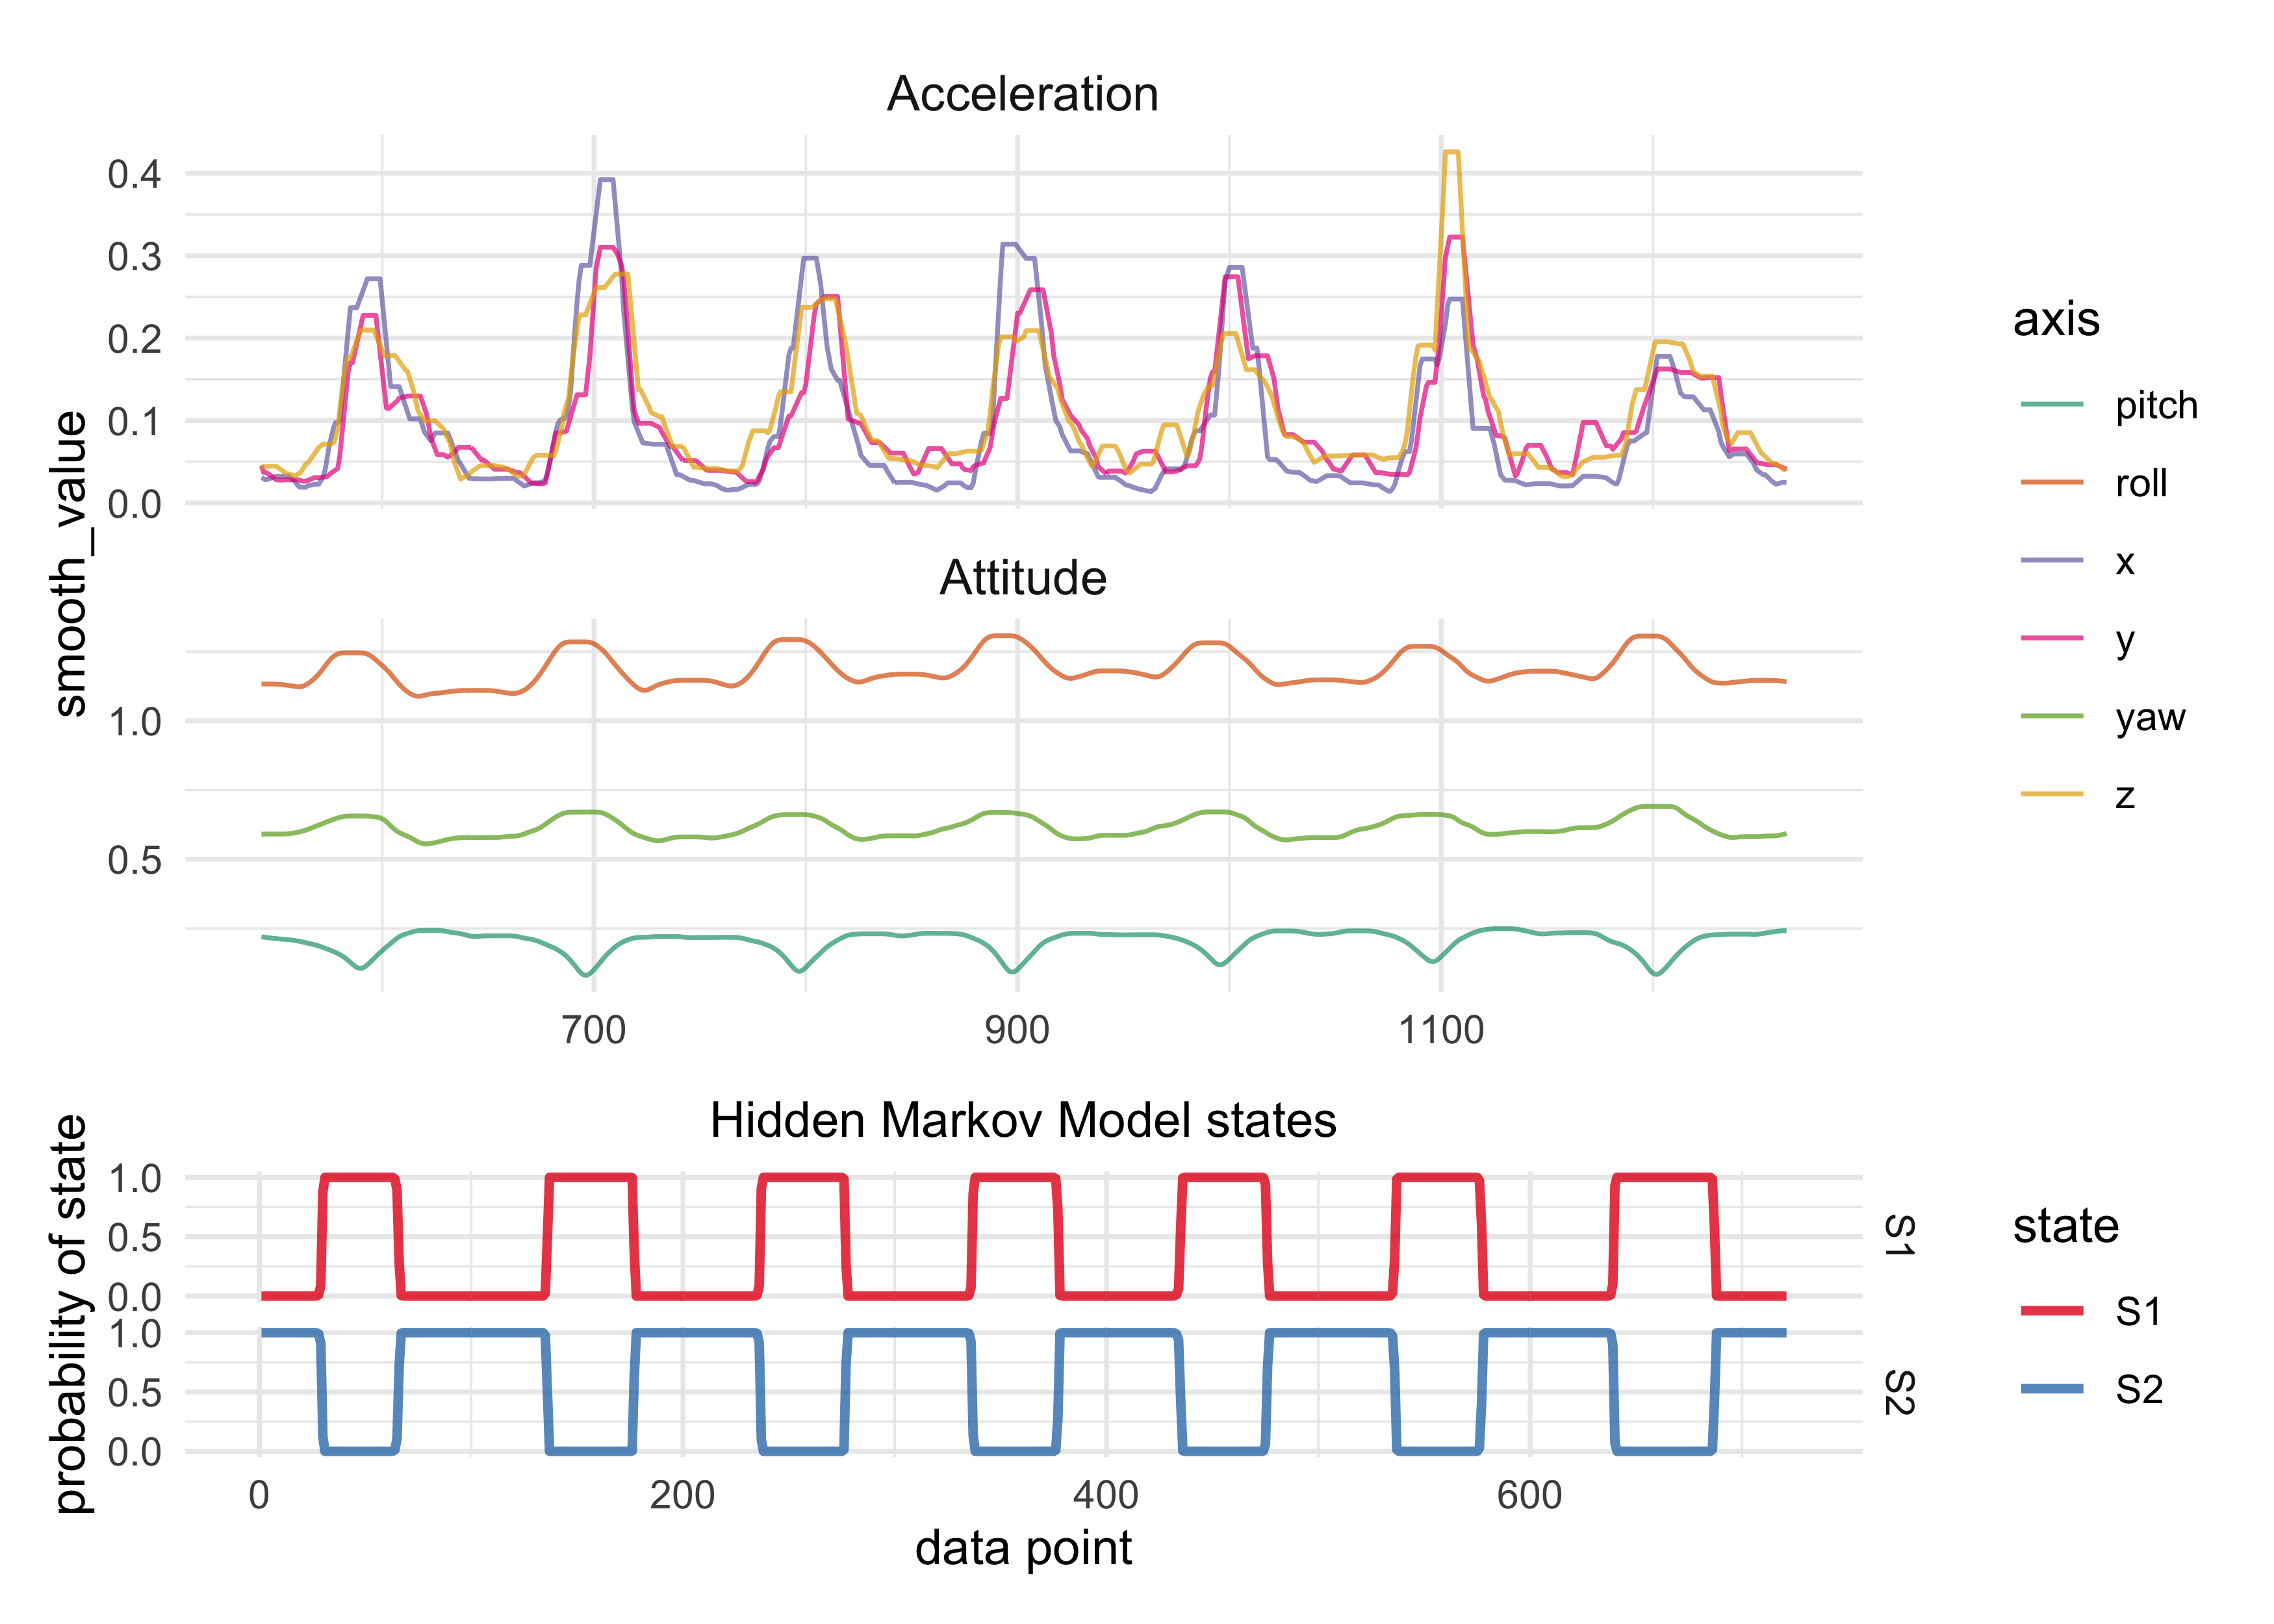 Acceleration
0.4
0.3
0.2
0.1
0.0
smooth_value
Attitude
1.0
0.5
700 900 1100
axis
pitch
roll
x
y
yaw
z
Hidden Markov Model states
probability of state
1.0
0.5
0.0
S1
1.0
0.5
0.0
S2
0 200 400 600
data point
state
S1
S2